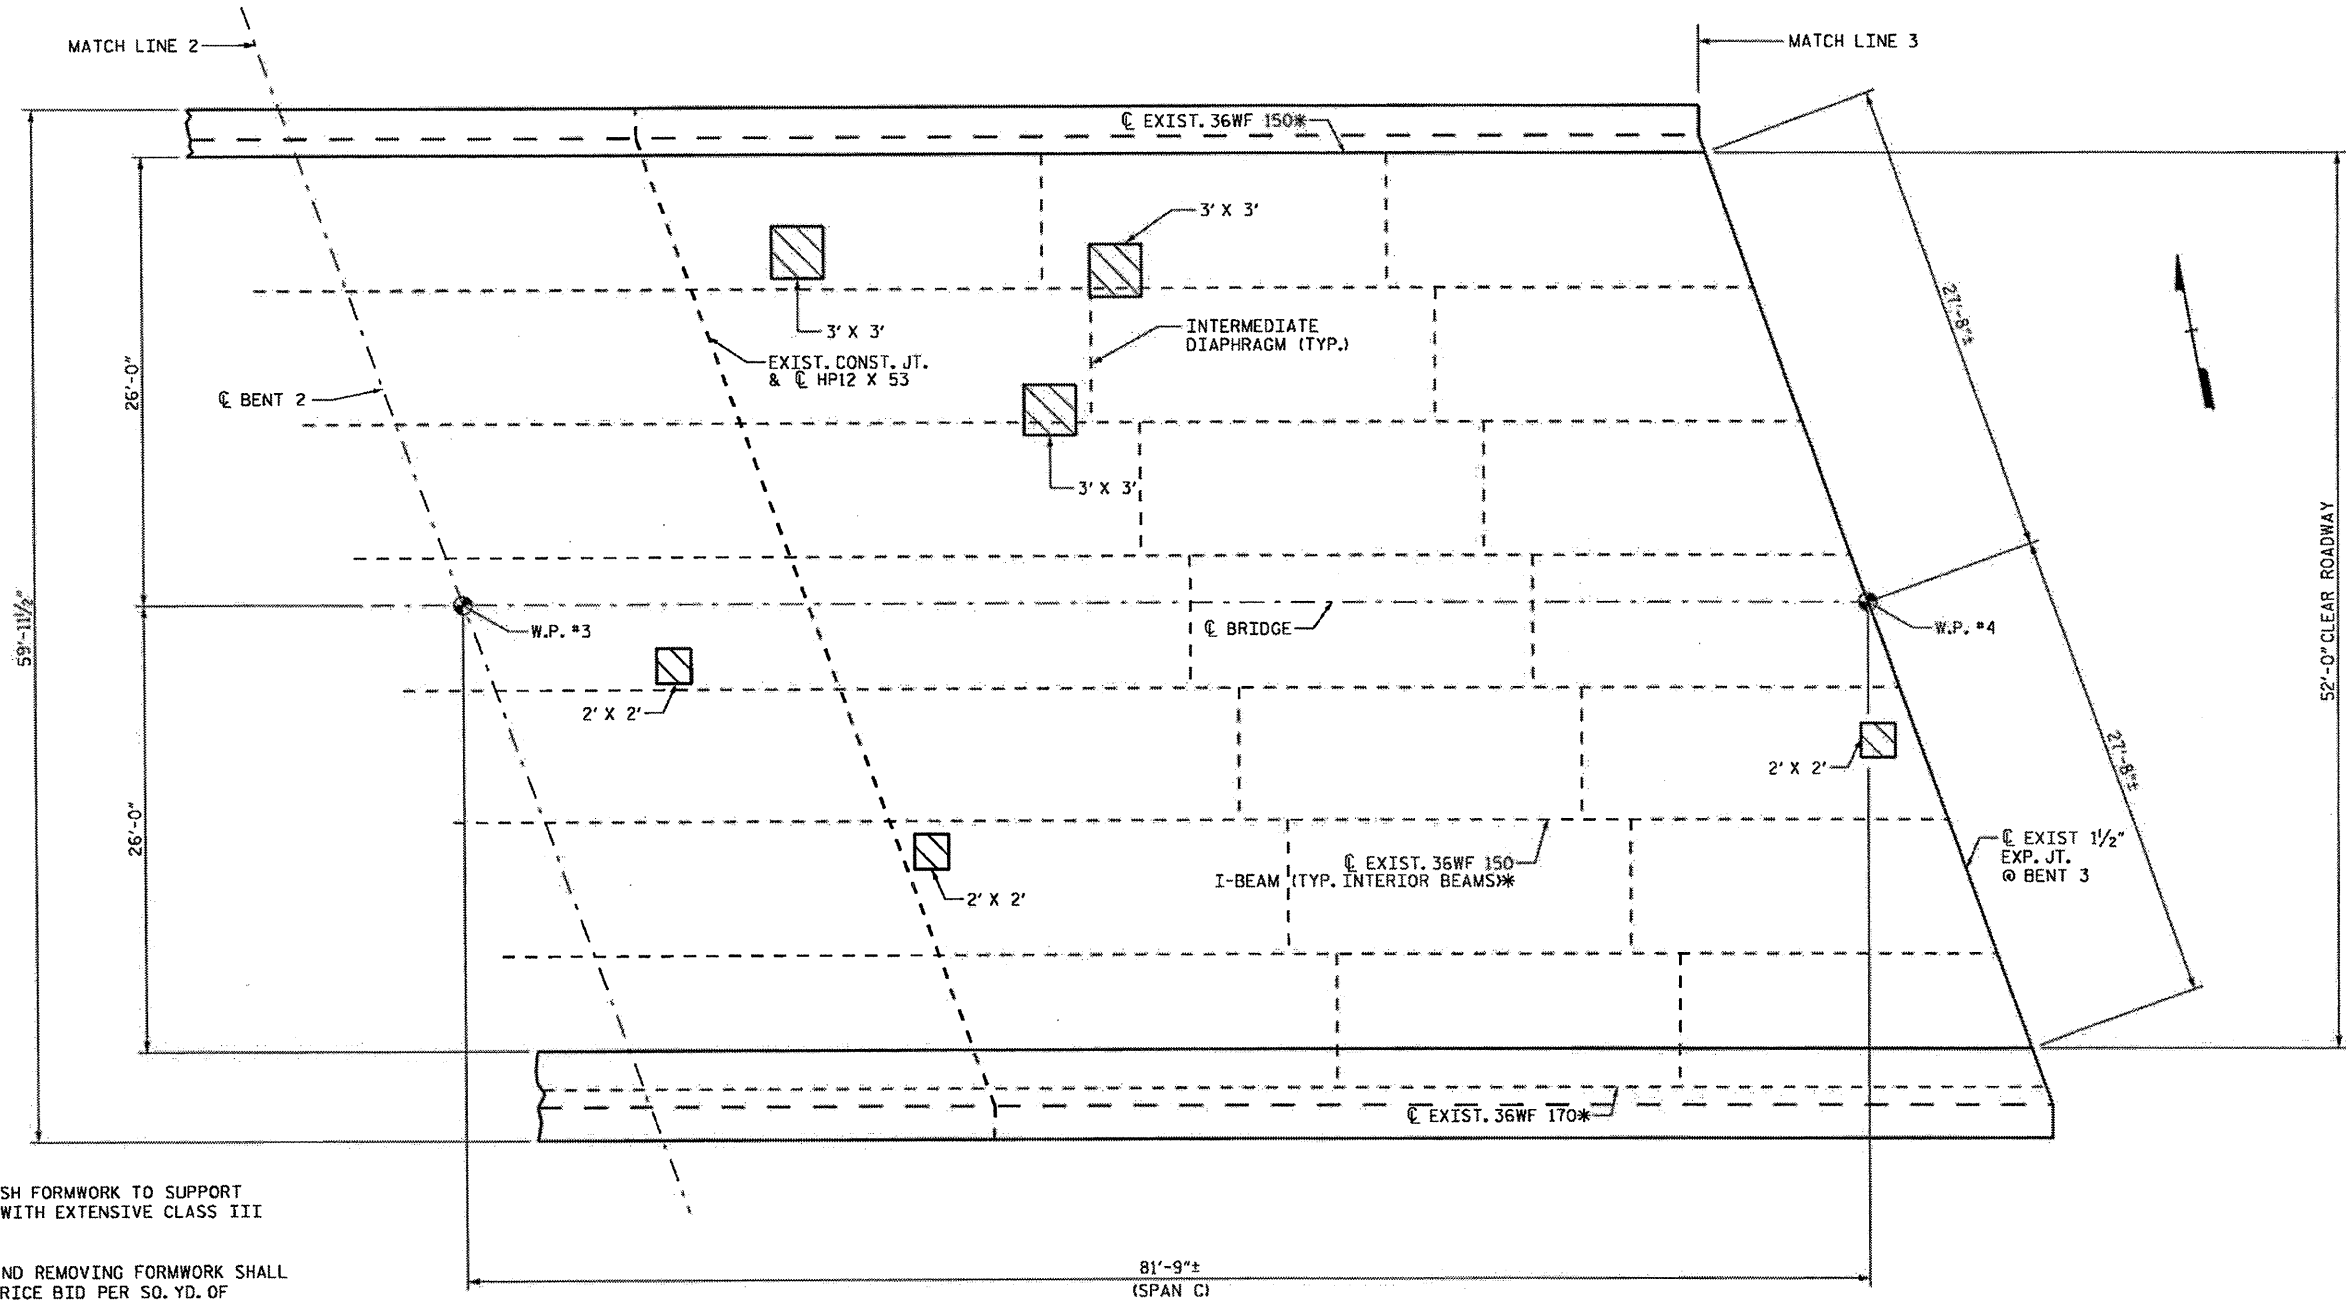 MATCH LINE 2
MATCH LINE 3
℄ EXIST. 36WF 150*
3' X 3'
3' X 3'
INTERMEDIATE
DIAPHRAGM (TYP.)
EXIST. CONST. JT.
& ℄ HP12 X 53
℄ BENT 2
26'-0"
27'-8"±
3' X 3'
59'-11½"
52'-0" CLEAR ROADWAY
W.P. #3
℄ BRIDGE
W.P. #4
2' X 2'
2' X 2'
27'-8"±
26'-0"
℄ EXIST 1½"
EXP. JT.
@ BENT 3
℄ EXIST. 36WF 150
I-BEAM (TYP. INTERIOR BEAMS)*
2' X 2'
℄ EXIST. 36WF 170*
SH FORMWORK TO SUPPORT
WITH EXTENSIVE CLASS III
ND REMOVING FORMWORK SHALL
RICE BID PER SQ. YD. OF
81'-9"±
(SPAN C)